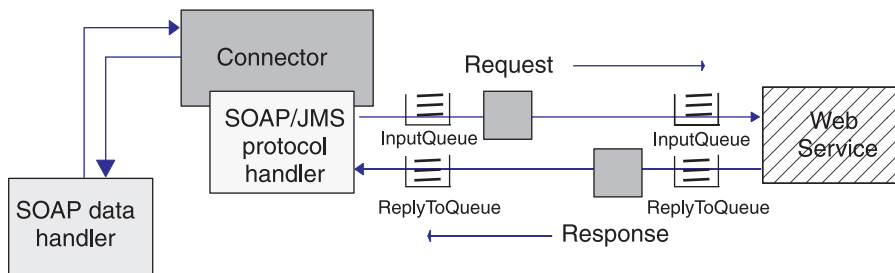 Connector
Request
SOAP/JMS
protocol
handler
InputQueue
InputQueue
Web
Service
SOAP data
handler
ReplyToQueue
ReplyToQueue
Response